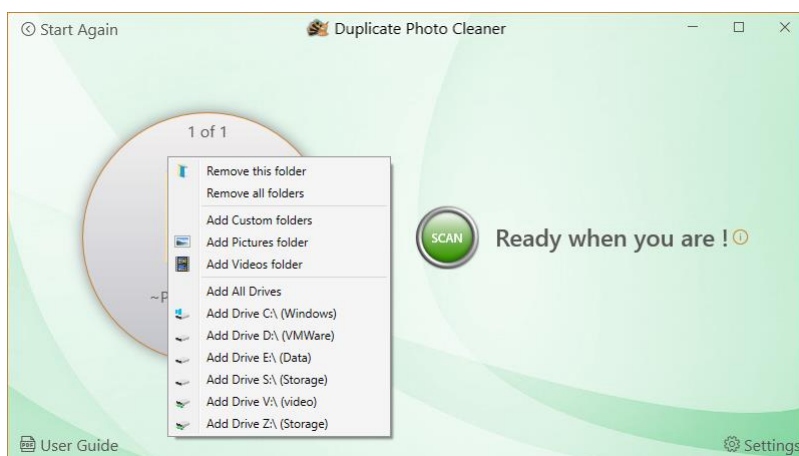 Start Again
Duplicate Photo Cleaner
1 of 1
Remove this folder
Remove all folders
Add Custom folders
Add Pictures folder
Add Videos folder
Add All Drives
Add Drive C:\ (Windows)
Add Drive D:\ (VMWare)
Add Drive E:\ (Data)
Add Drive S:\ (Storage)
Add Drive V:\ (video)
Add Drive Z:\ (Storage)
~P
SCAN
Ready when you are !
PDF
User Guide
Settings